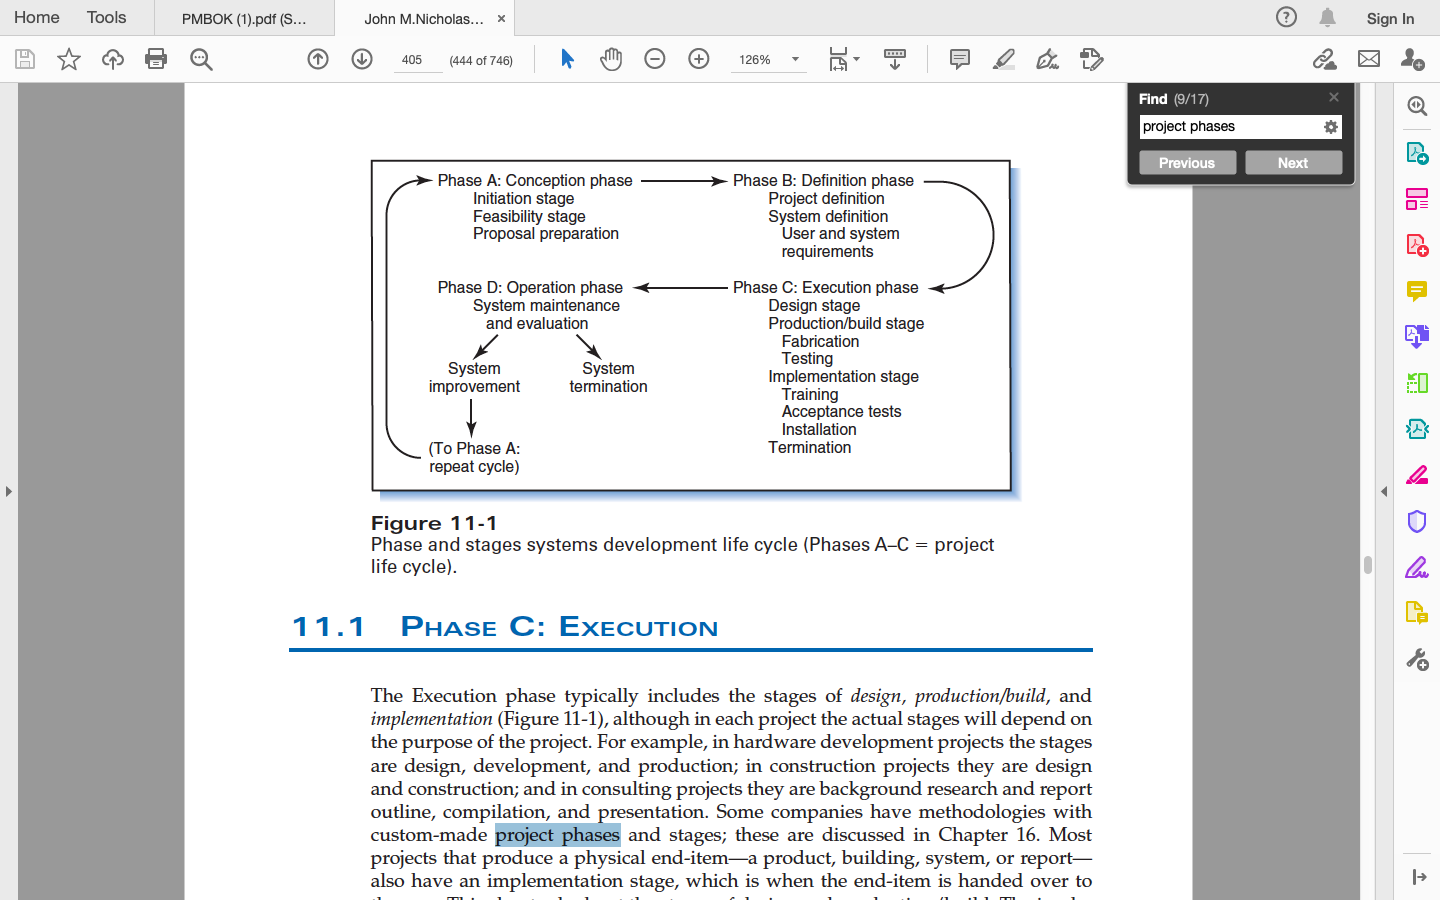 Home
Tools
PMBOK (1).pdf (S...
John M.Nicholas... ×
? Sign In
405
(444 of 746)
126%
Find (9/17)
project phases
Previous
Next
Phase A: Conception phase
Initiation stage
Feasibility stage
Proposal preparation
Phase B: Definition phase
Project definition
System definition
User and system
requirements
Phase C: Execution phase
Design stage
Production/build stage
Fabrication
Testing
Implementation stage
Training
Acceptance tests
Installation
Termination
Phase D: Operation phase
System maintenance
and evaluation
System
improvement
System
termination
(To Phase A:
repeat cycle)
Figure 11-1
Phase and stages systems development life cycle (Phases A–C = project
life cycle).
11.1 PHASE C: EXECUTION
The Execution phase typically includes the stages of design, production/build, and
implementation (Figure 11-1), although in each project the actual stages will depend on
the purpose of the project. For example, in hardware development projects the stages
are design, development, and production; in construction projects they are design
and construction; and in consulting projects they are background research and report
outline, compilation, and presentation. Some companies have methodologies with
custom-made project phases and stages; these are discussed in Chapter 16. Most
projects that produce a physical end-item—a product, building, system, or report—
also have an implementation stage, which is when the end-item is handed over to